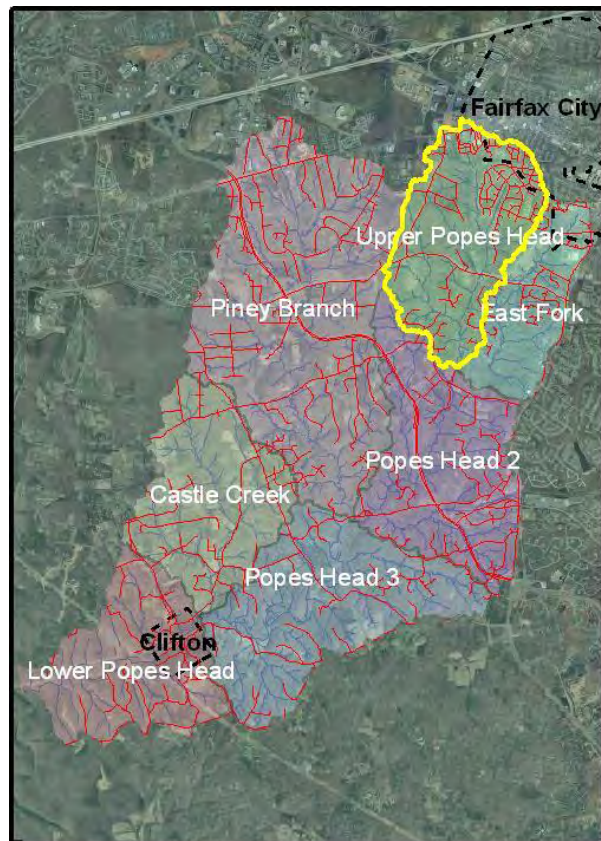 Fairfax City
Upper Popes Head
East Fork
Piney Branch
Popes Head 2
Castle Creek
Popes Head 3
Clifton
Lower Popes Head